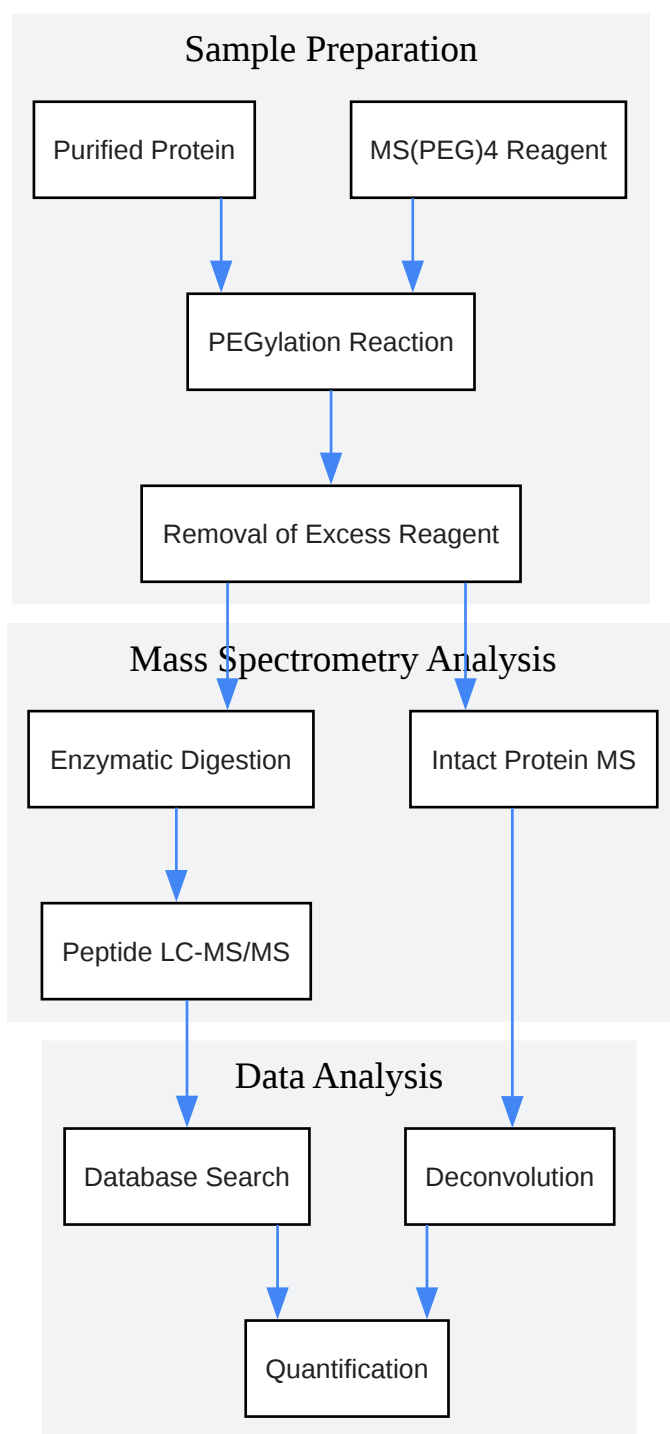 Sample Preparation
Purified Protein
MS(PEG)4 Reagent
PEGylation Reaction
Removal of Excess Reagent
Mass Spectrometry Analysis
Enzymatic Digestion
Intact Protein MS
Peptide LC-MS/MS
Data Analysis
Database Search
Deconvolution
Quantification